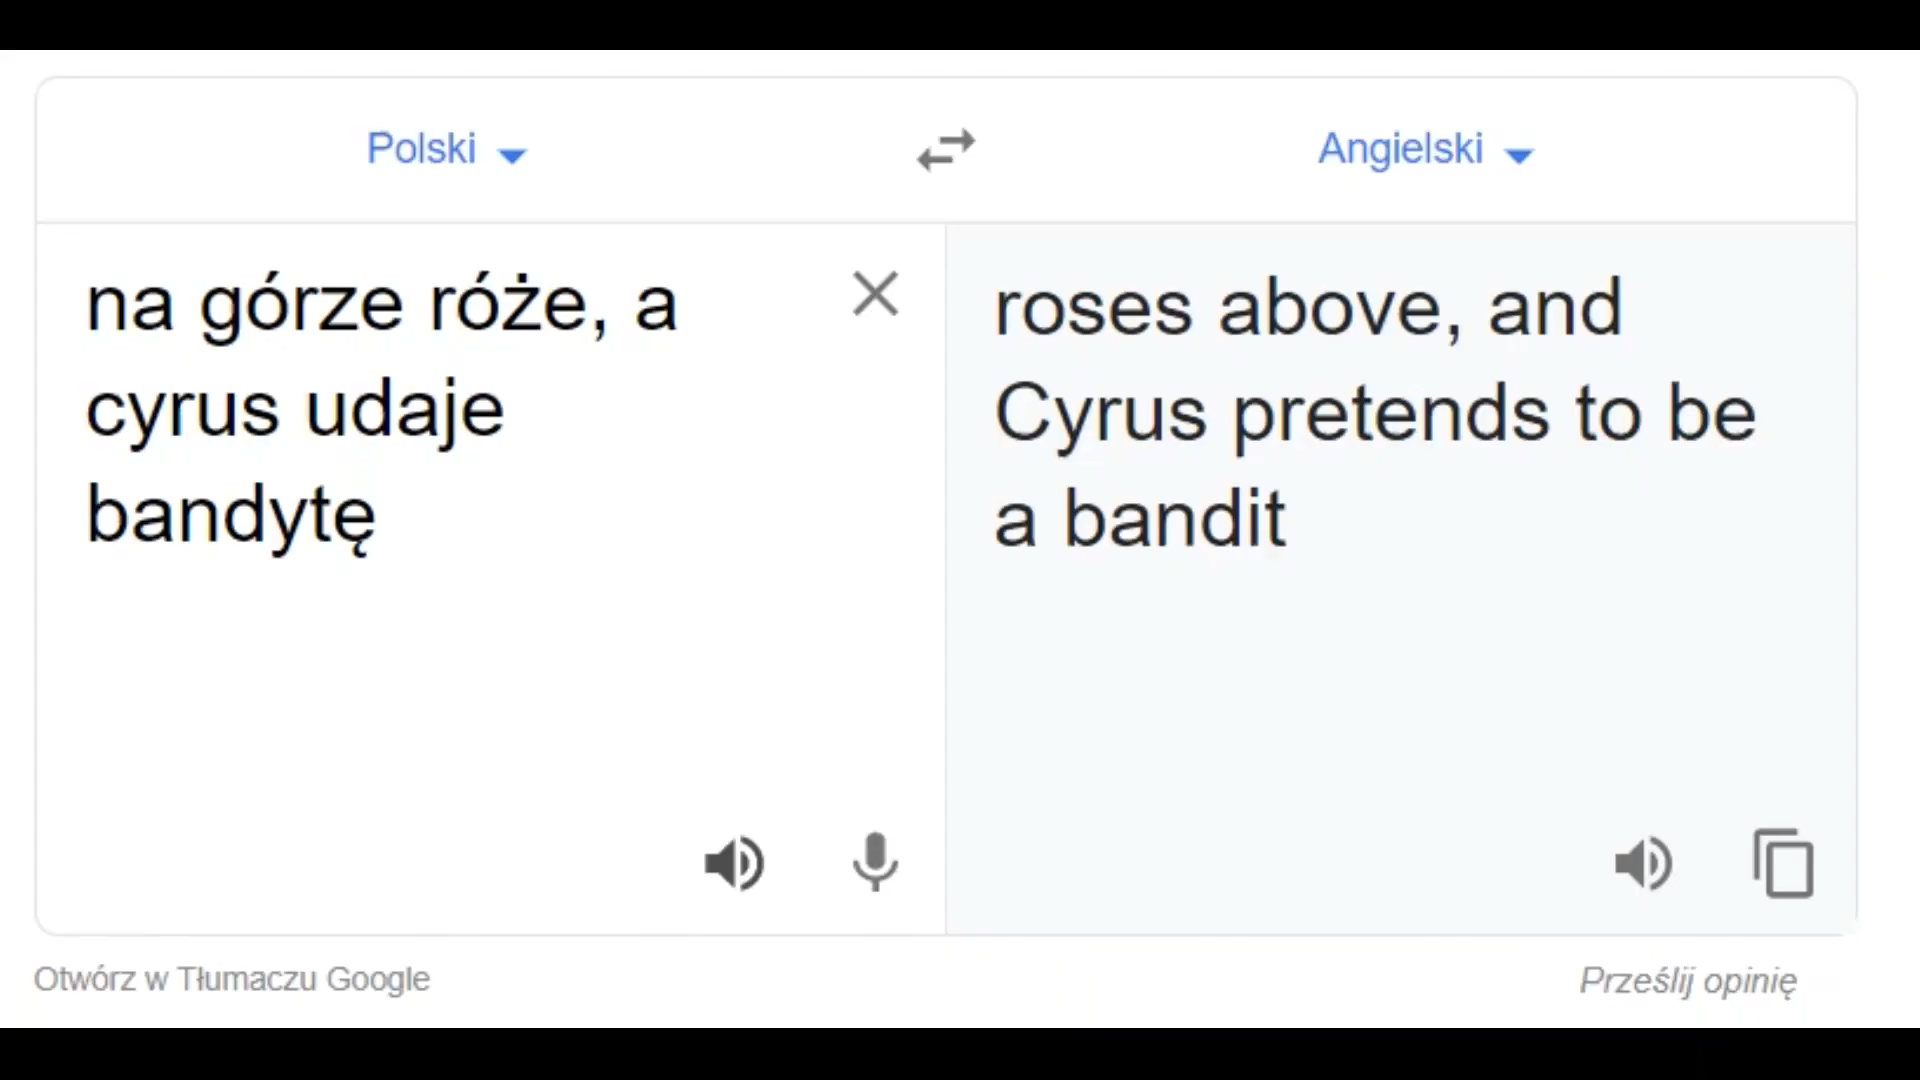 Polski
Angielski
na górze róże, a
cyrus udaje
bandytę
roses above, and
Cyrus pretends to be
a bandit
Otwórz w Tłumaczu Google
Prześlij opinię